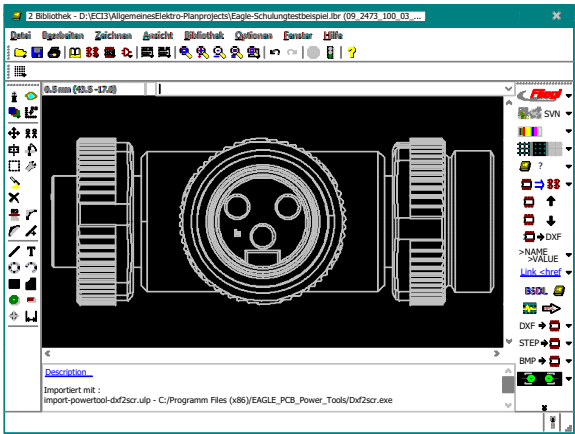 2 Bibliothek - D:\ECI3\AllgemeinesElektro-Planprojects\Eagle-Schulungtestbeispiel.lbr (09_2473_100_03_...
Datei Bearbeiten Zeichnen Ansicht Bibliothek Optionen Fenster Hilfe
0.5 mm (43.5 -17.0)
SVN
?
DXF
>NAME
>VALUE
Link <href
BSDL
DXF
STEP
BMP
Description
Importiert mit :
import-powertool-dxf2scr.ulp - C:/Programm Files (x86)/EAGLE_PCB_Power_Tools/Dxf2scr.exe